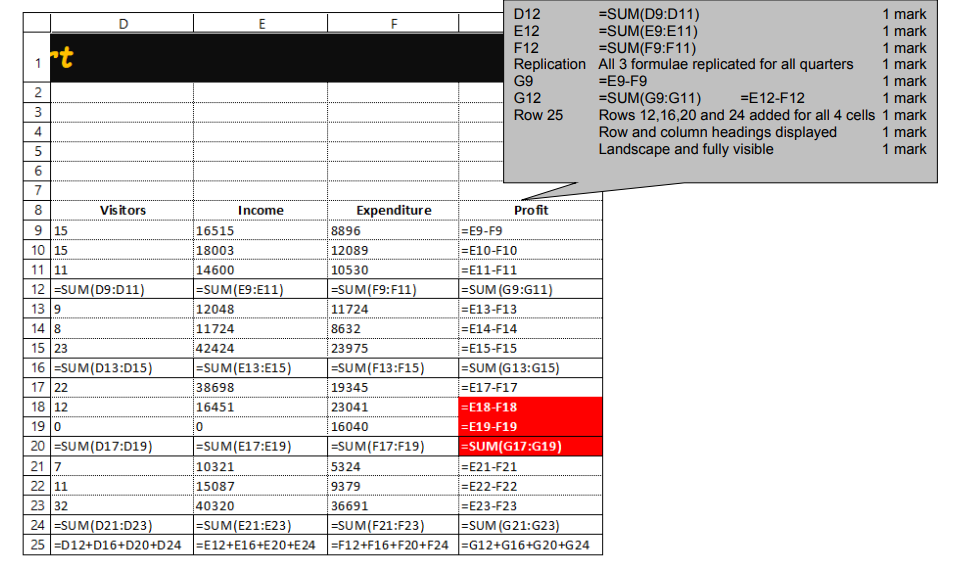 D12 =SUM(D9:D11) 1 mark
E12 =SUM(E9:E11) 1 mark
F12 =SUM(F9:F11) 1 mark
Replication All 3 formulae replicated for all quarters 1 mark
G9 =E9-F9 1 mark
G12 =SUM(G9:G11) =E12-F12 1 mark
Row 25 Rows 12,16,20 and 24 added for all 4 cells 1 mark
Row and column headings displayed 1 mark
Landscape and fully visible 1 mark
D E F
1 rt
2
3
4
5
6
7
8 Visitors Income Expenditure Profit
9 15 16515 8896 =E9-F9
10 15 18003 12089 =E10-F10
11 11 14600 10530 =E11-F11
12 =SUM(D9:D11) =SUM(E9:E11) =SUM(F9:F11) =SUM(G9:G11)
13 9 12048 11724 =E13-F13
14 8 11724 8632 =E14-F14
15 23 42424 23975 =E15-F15
16 =SUM(D13:D15) =SUM(E13:E15) =SUM(F13:F15) =SUM(G13:G15)
17 22 38698 19345 =E17-F17
18 12 16451 23041 =E18-F18
19 0 0 16040 =E19-F19
20 =SUM(D17:D19) =SUM(E17:E19) =SUM(F17:F19) =SUM(G17:G19)
21 7 10321 5324 =E21-F21
22 11 15087 9379 =E22-F22
23 32 40320 36691 =E23-F23
24 =SUM(D21:D23) =SUM(E21:E23) =SUM(F21:F23) =SUM(G21:G23)
25 =D12+D16+D20+D24 =E12+E16+E20+E24 =F12+F16+F20+F24 =G12+G16+G20+G24